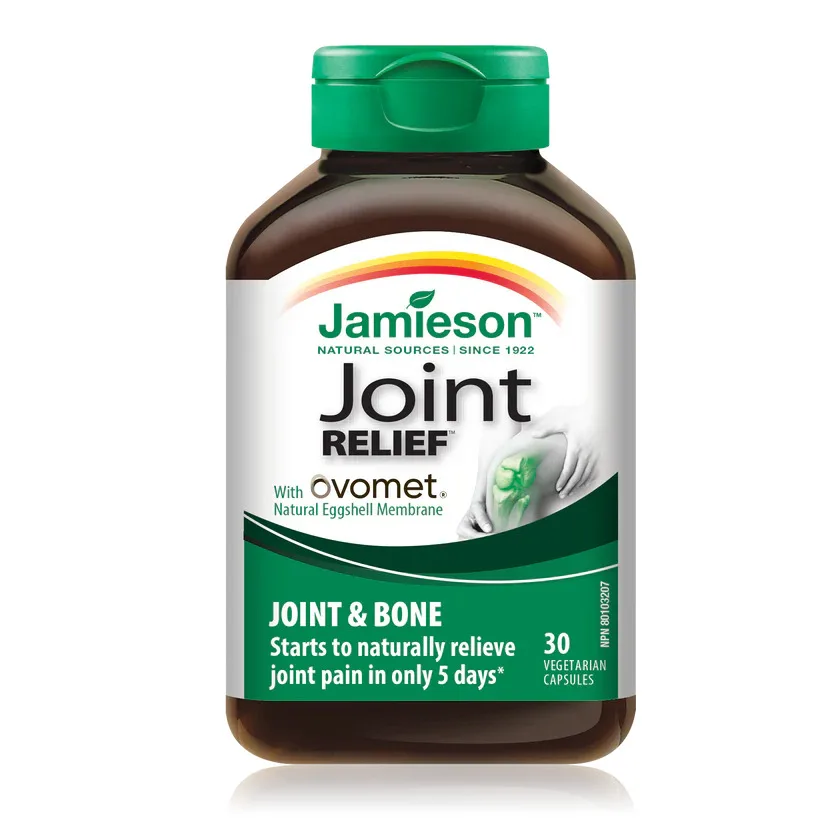 Jamieson™
NATURAL SOURCES | SINCE 1922
Joint
RELIEF™
With ovomet®
Natural Eggshell Membrane
JOINT & BONE
Starts to naturally relieve
joint pain in only 5 days*
30
VEGETARIAN
CAPSULES
NPN 80103207